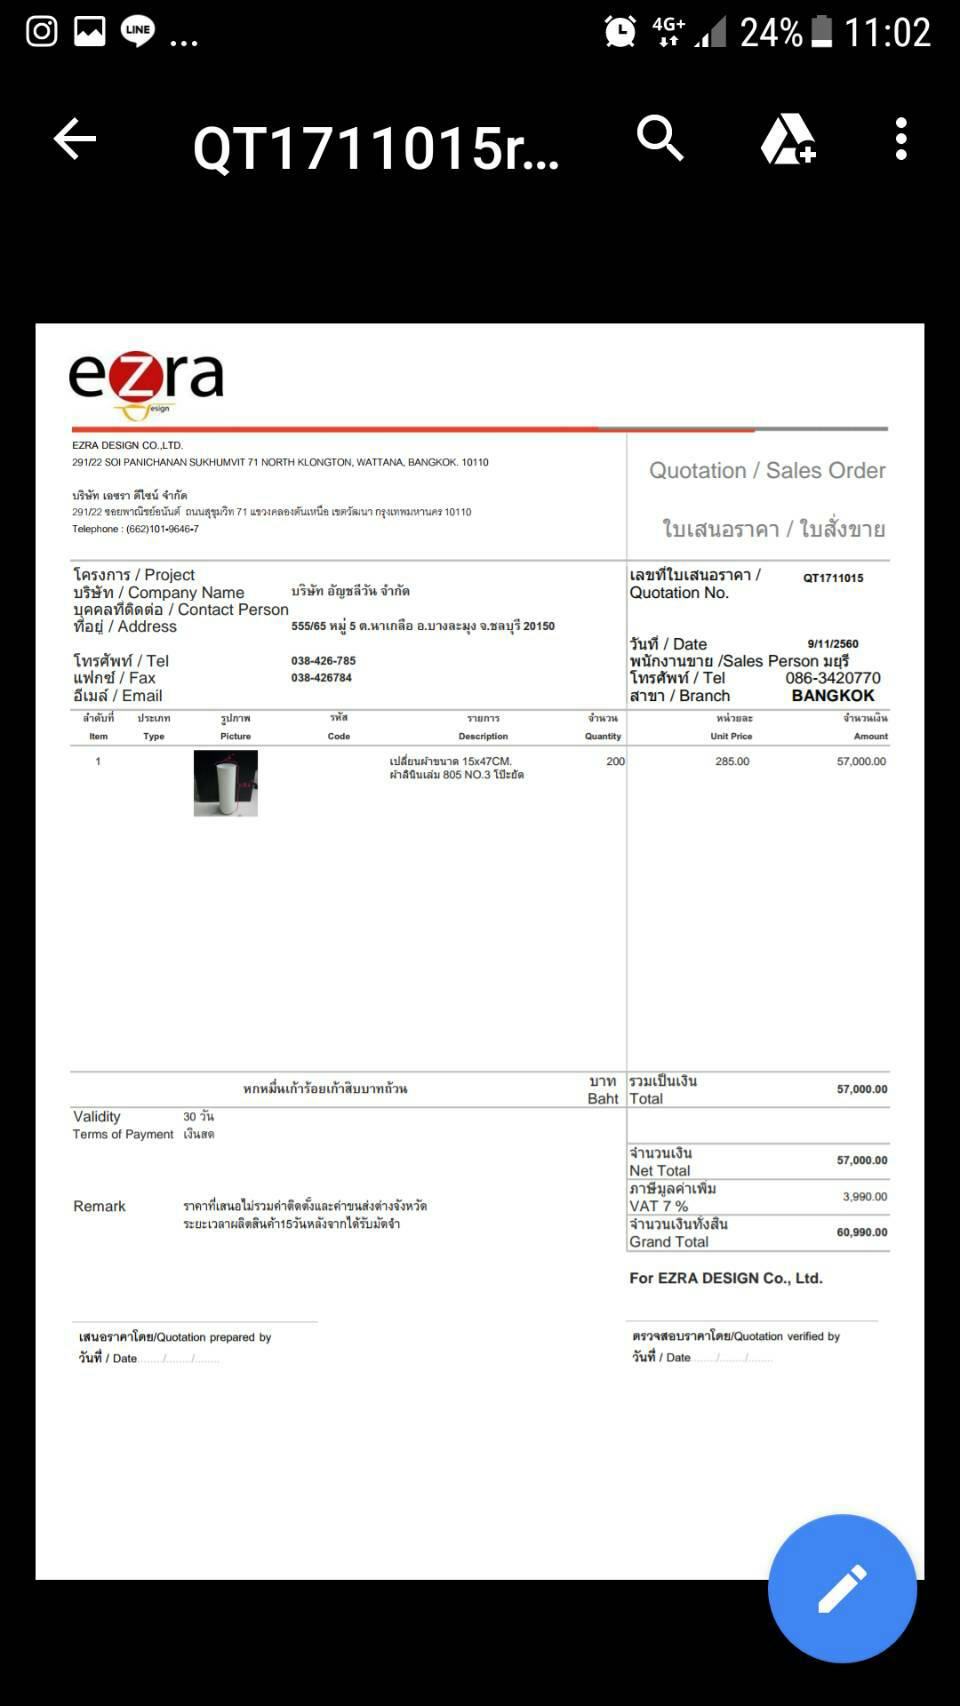 LINE
...
4G+
24%
11:02
QT1711015r...
ezra
esign
EZRA DESIGN CO.,LTD.
291/22 SOI PANICHANAN SUKHUMVIT 71 NORTH KLONGTON, WATTANA, BANGKOK. 10110
บริษัท เอซรา ดีไซน์ จำกัด
291/22 ซอยพาณิชย์อนันต์ ถนนสุขุมวิท 71 แขวงคลองตันเหนือ เขตวัฒนา กรุงเทพมหานคร 10110
Telephone : (662)101-9646-7
Quotation / Sales Order
ใบเสนอราคา / ใบสั่งขาย
โครงการ / Project
บริษัท / Company Name บริษัท อัญชลีวัน จำกัด
บุคคลที่ติดต่อ / Contact Person
ที่อยู่ / Address 555/65 หมู่ 5 ต.นาเกลือ อ.บางละมุง จ.ชลบุรี 20150
โทรศัพท์ / Tel 038-426-785
แฟกซ์ / Fax 038-426784
อีเมล์ / Email
เลขที่ใบเสนอราคา / QT1711015
Quotation No.
วันที่ / Date 9/11/2560
พนักงานขาย /Sales Person มยุรี
โทรศัพท์ / Tel 086-3420770
สาขา / Branch BANGKOK
ลำดับที่ ประเภท รูปภาพ รหัส รายการ จำนวน หน่วยละ จำนวนเงิน
Item Type Picture Code Description Quantity Unit Price Amount
1 เปลี่ยนผ้าขนาด 15x47CM. 200 285.00 57,000.00
ผ้าลินินเล่ม 805 NO.3 โป๊ะยัด
หกหมื่นเก้าร้อยเก้าสิบบาทถ้วน บาท รวมเป็นเงิน 57,000.00
Baht Total
Validity 30 วัน
Terms of Payment เงินสด
จำนวนเงิน 57,000.00
Net Total
ภาษีมูลค่าเพิ่ม 3,990.00
VAT 7 %
จำนวนเงินทั้งสิ้น 60,990.00
Grand Total
Remark ราคาที่เสนอไม่รวมค่าติดตั้งและค่าขนส่งต่างจังหวัด
ระยะเวลาผลิตสินค้า15วันหลังจากได้รับมัดจำ
For EZRA DESIGN Co., Ltd.
เสนอราคาโดย/Quotation prepared by
วันที่ / Date......./......./.......
ตรวจสอบราคาโดย/Quotation verified by
วันที่ / Date......./......./.......